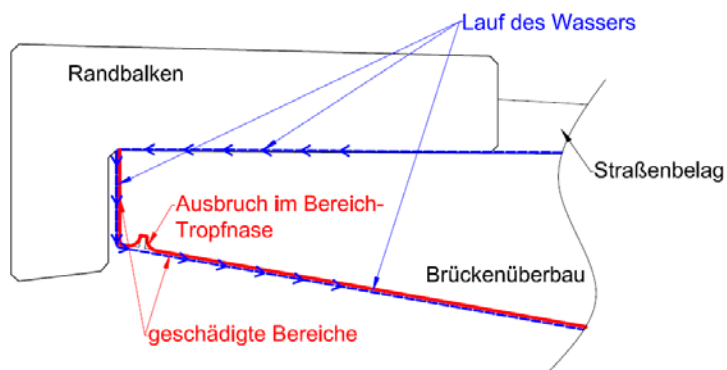 Lauf des Wassers
Randbalken
Straßenbelag
Ausbruch im Bereich-
Tropfnase
Brückenüberbau
geschädigte Bereiche